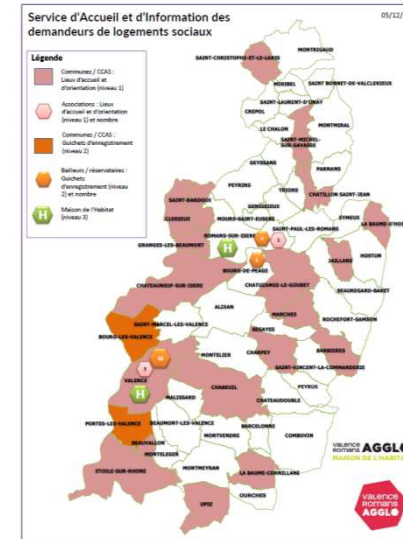 Service d'Accueil et d'Information des
demandeurs de logements sociaux
05/12/
Légende
Communes / CCAS :
Lieux d'accueil et
d'orientation (niveau 1)
Associations : Lieux
d'accueil et orientation
(niveau 1) et nombre
Communes / CCAS :
Guichets d'enregistrement
(niveau 2)
Bailleurs / réservataires :
Guichets
d'enregistrement (niveau
2) et nombre
H
Maison de l'Habitat
(niveau 3)
MONTRIGAUD
SAINT-CHRISTOPHE-ET-LE-LARIS
MIRIBEL
SAINT BONNET-DE-VALCLERIEUX
SAINT-LAURENT-D'ONAY
CREPOL
LE CHALON
MONTMIRAL
SAINT-MICHEL-
SUR-SAVASSE
GEYSSANS
PARNANS
PEYRINS
TRIORS
CHATILLON SAINT-JEAN
SAINT-BARDOUX
GENISSIEUX
CLERIEUX
MOURS-SAINT-EUSEBE
SAINT-PAUL-LES-ROMANS
EYMEUX
LA BAUME-D'HOS
ROMANS-SUR-ISERE
GRANGES-LES-BEAUMONT
H
HOSTUN
BOURG-DE-PEAGE
JAILLANS
CHATUZANGE-LE-GOUBET
CHATEAUNEUF-SUR-ISERE
BEAUREGARD-BARET
ALIXAN
MARCHES
ROCHEFORT-SAMSON
SAINT-MARCEL-LES-VALENCE
BESAYES
BOURG-LES-VALENCE
CHARPEY
BARBIERES
MONTELIER
SAINT-VINCENT-LA-COMMANDERIE
VALENCE
H
CHABEUIL
PEYRUS
MALISSARD
CHATEAUDOUBLE
PORTES-LES-VALENCE
BEAUMONT-LES-VALENCE
BARCELONNE
BEAUVALLON
MONTVENDRE
COMBOVIN
MONTELEGER
MONTMEYRAN
ETOILE-SUR-RHONE
LA BAUME-CORNILLANE
OURCHES
UPIE
VALENCE
ROMANS
AGGLO
MAISON DE L'HABITAT
valence
Romans
AGGLO